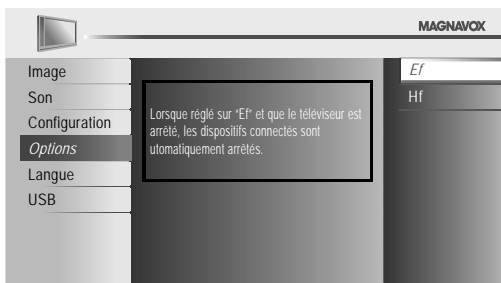 MAGNAVOX
Image
Son
Configuration
Options
Langue
USB
Lorsque réglé sur “Ef” et que le téléviseur est
arrêté, les dispositifs connectés sont
utomatiquement arrêtés.
Ef
Hf